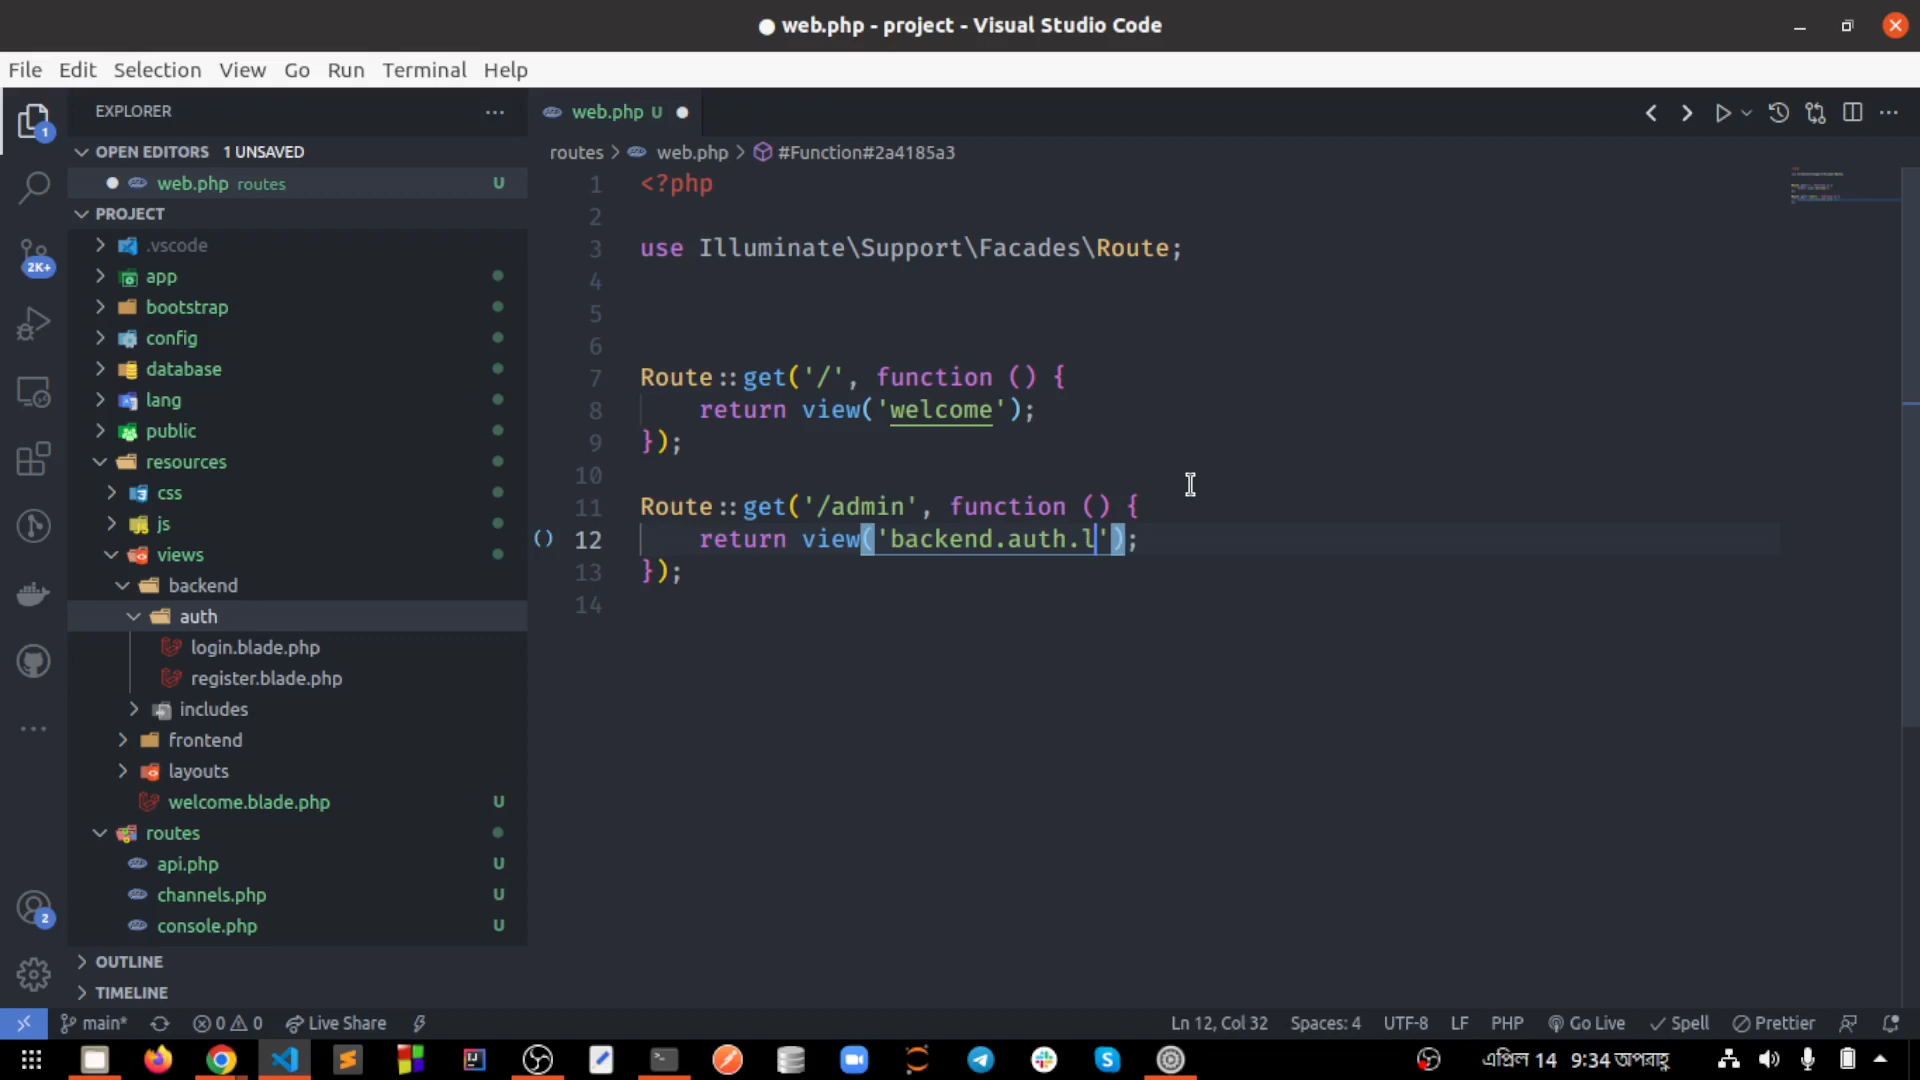 web.php - project - Visual Studio Code
File Edit Selection View Go Run Terminal Help
EXPLORER
web.php U
OPEN EDITORS 1 UNSAVED
routes > web.php > #Function#2a4185a3
web.php routes U
PROJECT
.vscode
app
bootstrap
config
database
lang
public
resources
css
js
views
backend
auth
login.blade.php
register.blade.php
includes
frontend
layouts
welcome.blade.php U
routes
api.php U
channels.php U
console.php U
OUTLINE
TIMELINE
1
2K+
2
1 <?php
2
3 use Illuminate\Support\Facades\Route;
4
5
6
7 Route::get('/', function () {
8 return view('welcome');
9 });
10
11 Route::get('/admin', function () {
12 return view('backend.auth.l');
13 });
14
main* 0 0 Live Share
Ln 12, Col 32 Spaces: 4 UTF-8 LF PHP Go Live Spell Prettier
এপ্রিল 14 9:34 অপরাহ্ণ